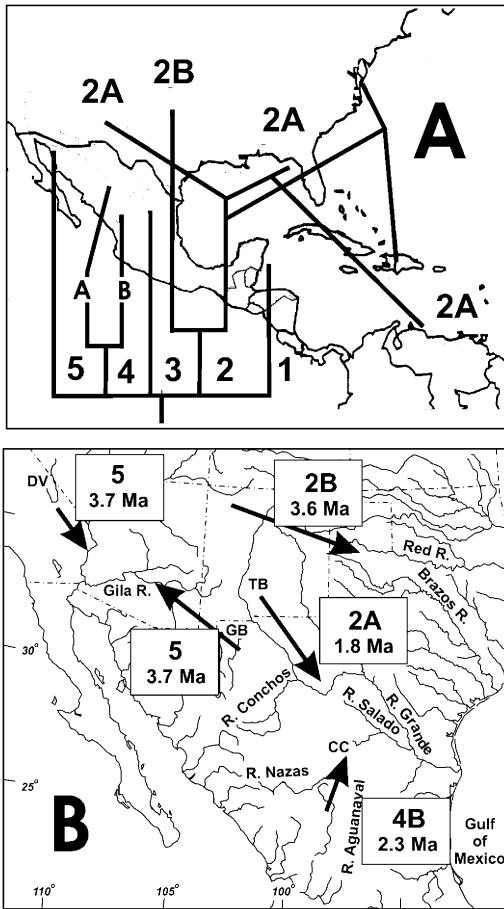 2B
2A
2A
A
A
B
2A
5
4
3
2
1
5
3.7 Ma
DV
2B
3.6 Ma
Red R.
Gila R.
TB
Brazos R.
2A
1.8 Ma
5
3.7 Ma
GB
30°
R. Conchos
R. Salado
R. Grande
CC
R. Nazas
25°
R. Aguanaval
4B
2.3 Ma
Gulf
of
Mexico
B
110°
105°
100°